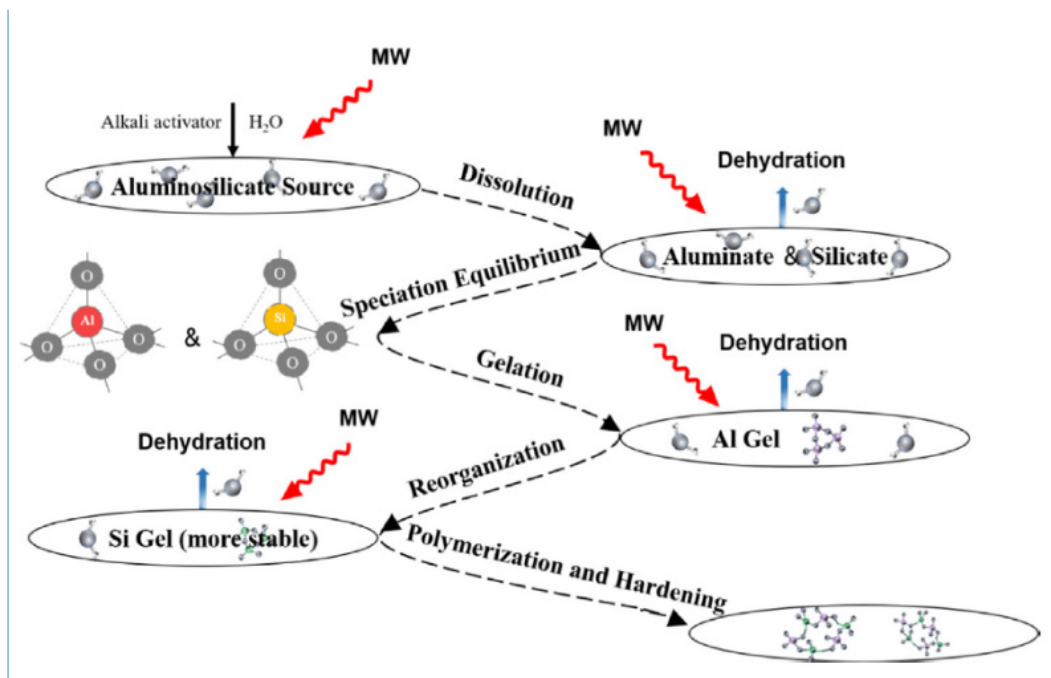 MW
Alkali activator
H₂O
Aluminosilicate Source
Dissolution
MW
Dehydration
Aluminate & Silicate
Speciation Equilibrium
O
Al
O
O
O
&
O
Si
O
O
O
Gelation
MW
Dehydration
Al Gel
Reorganization
MW
Dehydration
Si Gel (more stable)
Polymerization and Hardening